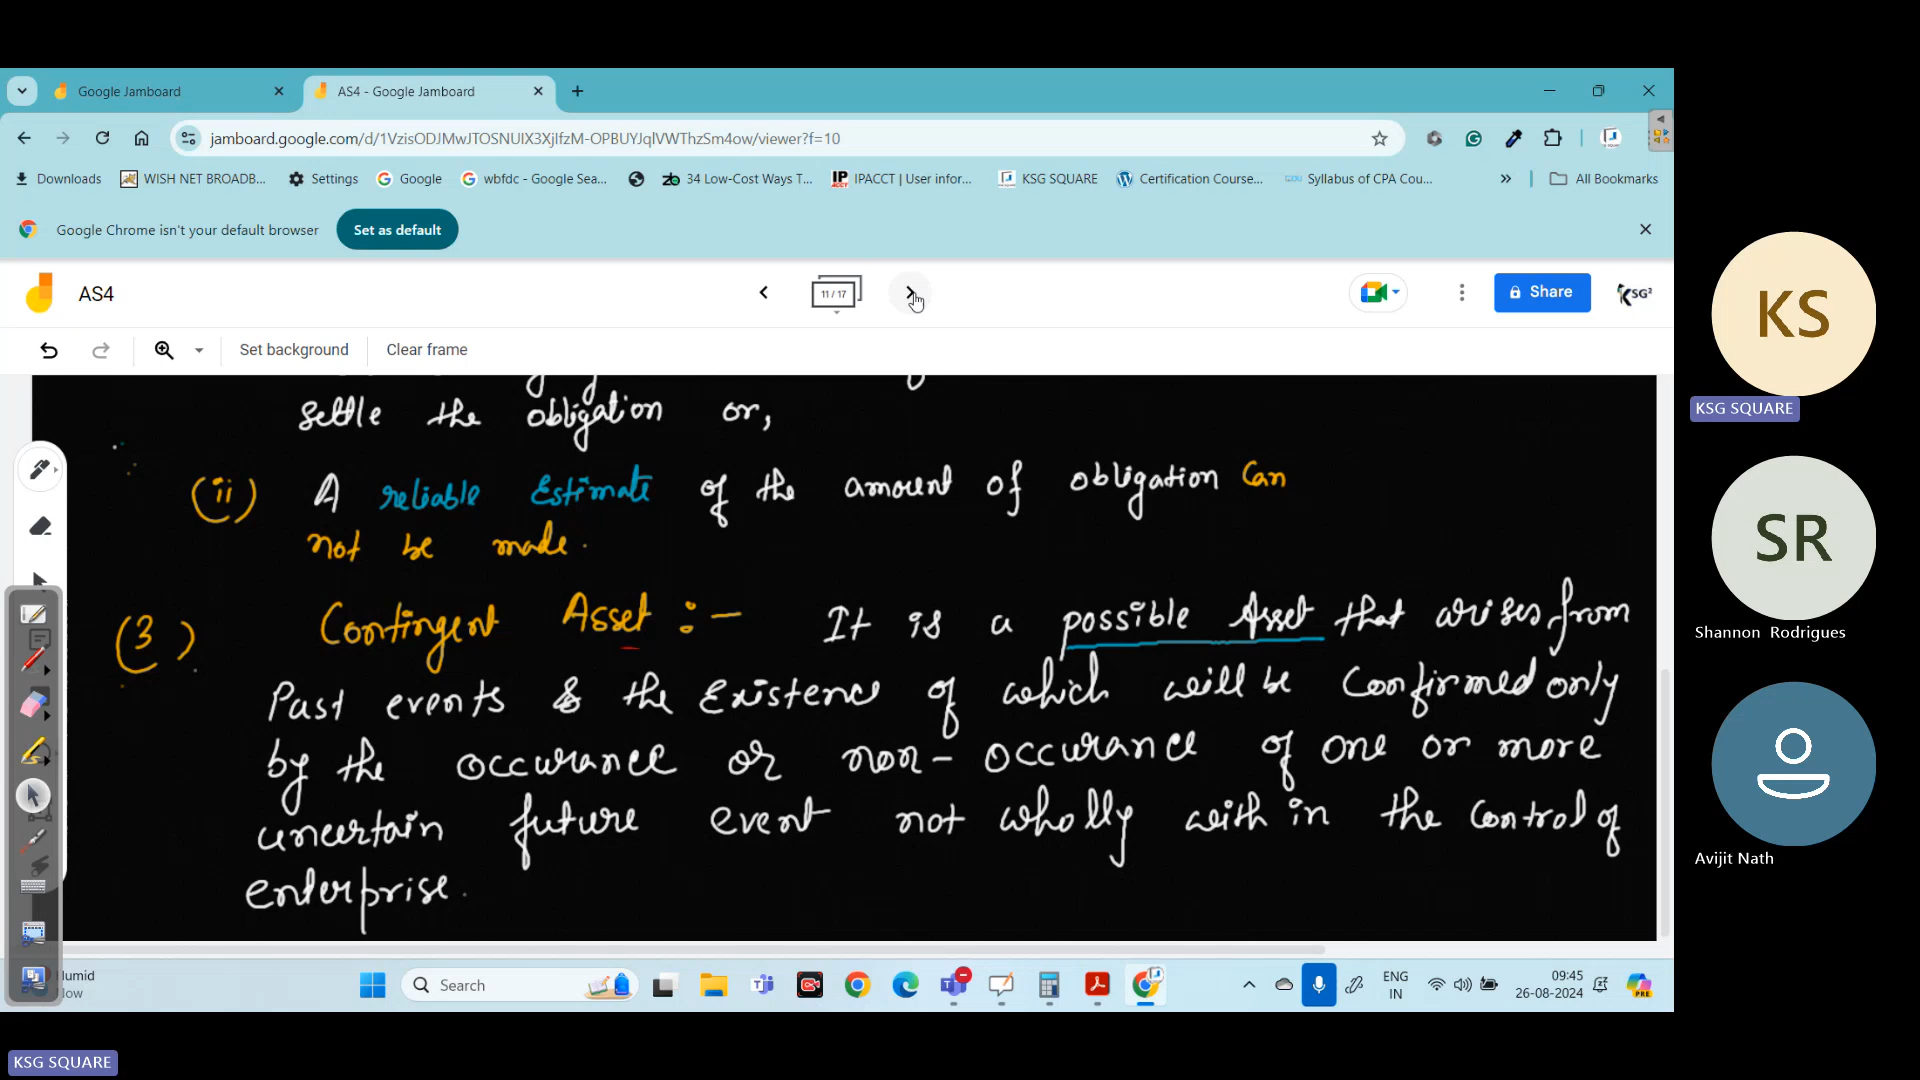 Google Jamboard
AS4 - Google Jamboard
jamboard.google.com/d/1VzisODJMwJTOSNUIX3XjlfzM-OPBUYJqlVWThzSm4ow/viewer?f=10
Downloads
WISH NET BROADB...
Settings
Google
wbfdc - Google Sea...
34 Low-Cost Ways T...
IPACCT | User infor...
KSG SQUARE
Certification Course...
Syllabus of CPA Cou...
All Bookmarks
Google Chrome isn't your default browser
Set as default
AS4
11 / 17
Share
KSG²
Set background
Clear frame
settle the obligation or,
(ii) A reliable Estimate of the amount of obligation Can
not be made.
(3) Contingent Asset :- It is a possible Asset that arises from
Past events & the Existence of which will be Confirmed only
by the occurance or non-occurance of one or more
uncertain future event not wholly with in the control of
enterprise.
KS
KSG SQUARE
SR
Shannon Rodrigues
Avijit Nath
Humid
Now
Search
ENG
IN
09:45
26-08-2024
PRE
KSG SQUARE